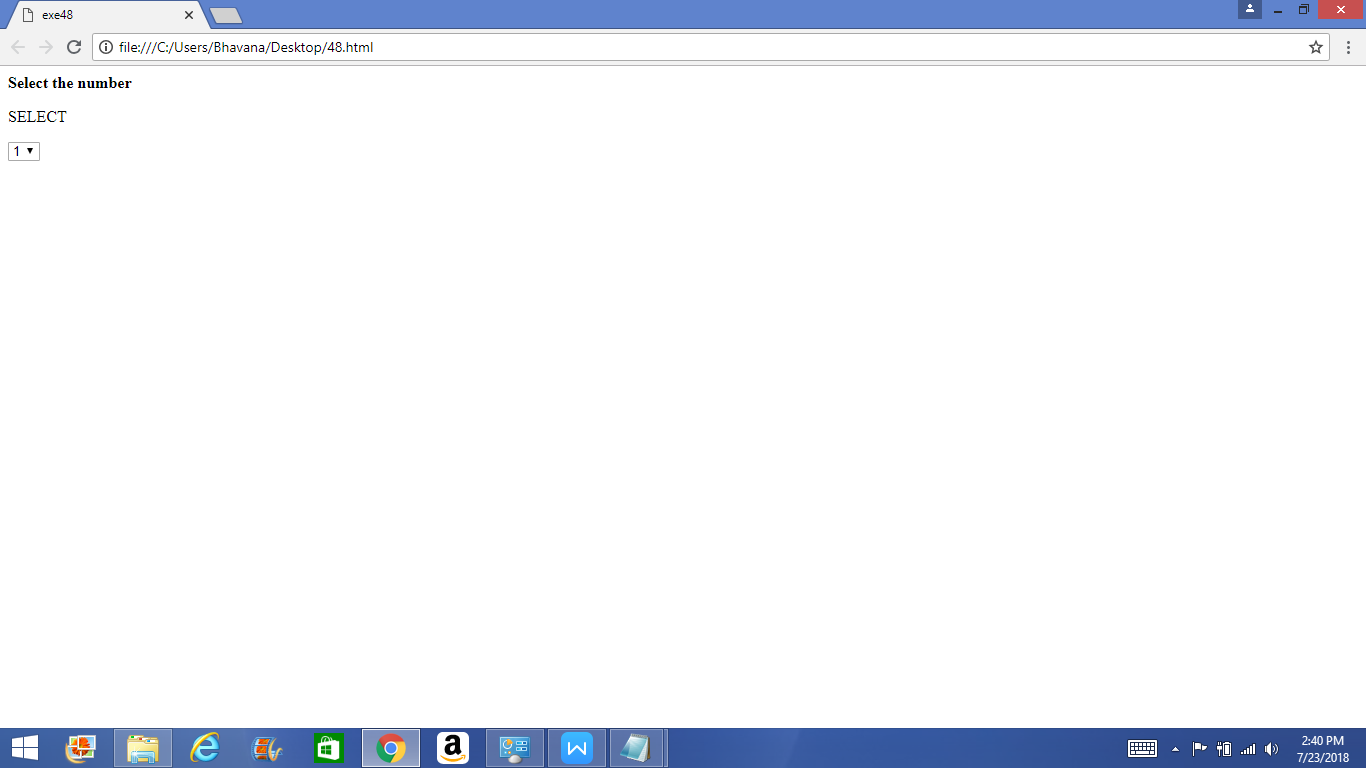 exe48
file:///C:/Users/Bhavana/Desktop/48.html
Select the number
SELECT
1
2:40 PM
7/23/2018